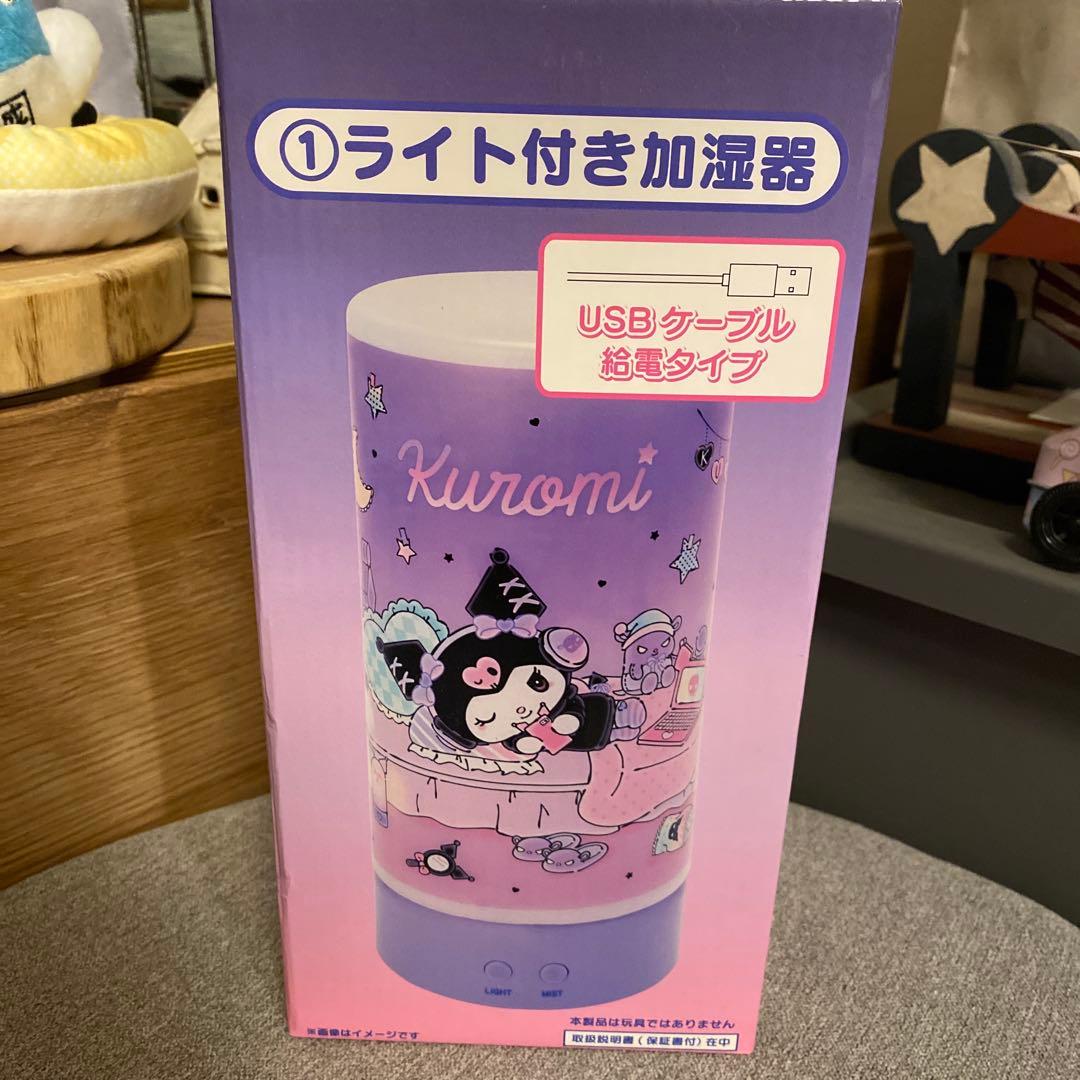 成
①ライト付き加湿器
USBケーブル
給電タイプ
Kuromi
K
LIGHT MIST
本製品は玩具ではありません
※画像はイメージです
取扱説明書(保証書付)在中